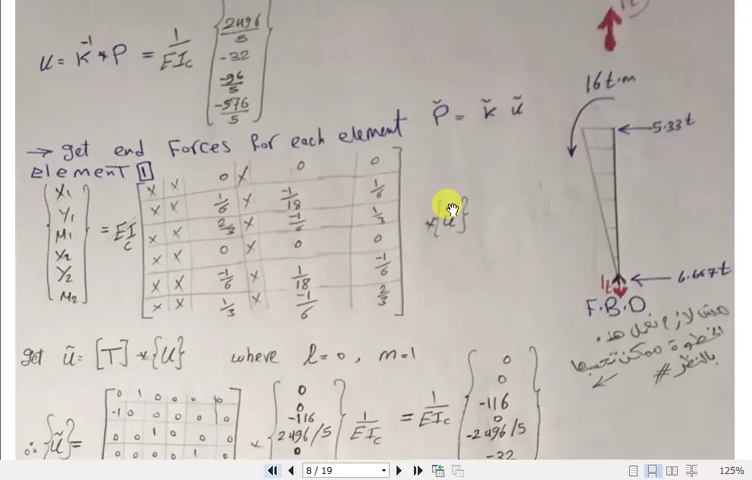 u = K⁻¹ * P = 1/EIc { 2496/5
-32
-96/5
-576/5 }
→ get end Forces for each element P̃ = k̃ ũ
element 1
{ X1 Y1 M1 X2 Y2 M2 } = EIc
[ x x 0 x 0 0
x x 1/6 x -1/18 1/6
x x 2/3 x -1/6 1/3
x x 0 x 0 0
x x -1/6 x 1/18 -1/6
x x 1/3 x -1/6 2/3 ]
* {ũ}
16 t.m
5.33 t
6.667 t
F.B.D
مش لازم نعمل هذه
الخطوة ممكن نحسبها
بالنظر #
get ũ = [T] * {u} where l = 0, m = 1
∴ {ũ} = [ 0 1 0 0 0 0
-1 0 0 0 0 0
0 0 1 0 0 0
0 0 0 0 ]
* { 0
0
-116
2496/5
0 } 1/EIc = 1/EIc { 0
0
-116
0
-2496/5
-32
8 / 19
125%